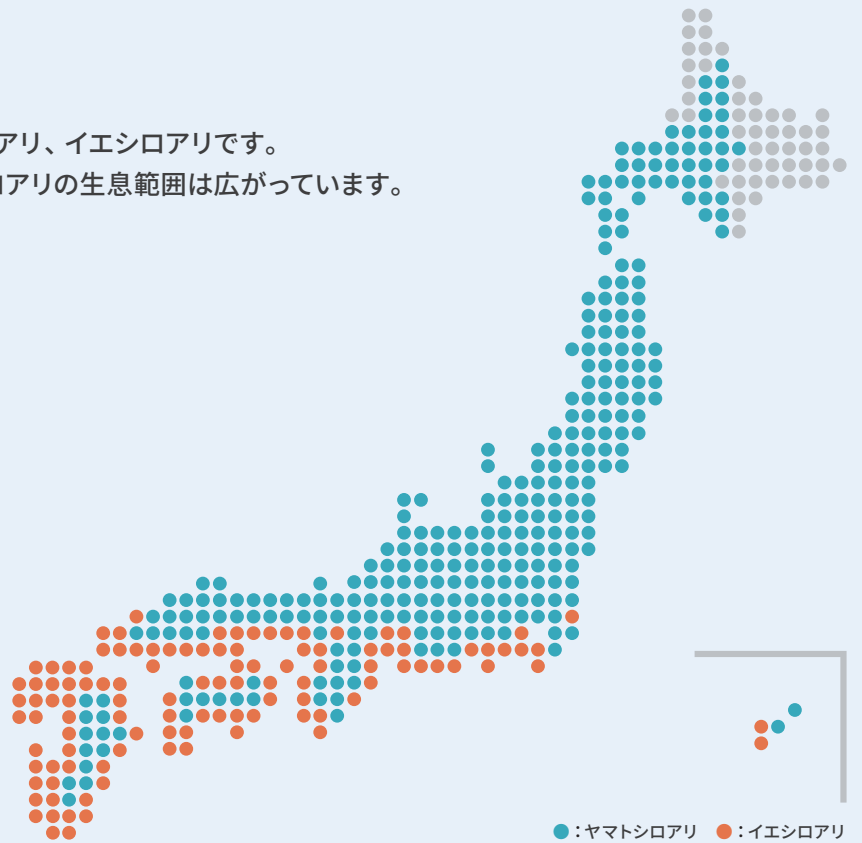 アリ、イエシロアリです。
ロアリの生息範囲は広がっています。
：ヤマトシロアリ ：イエシロアリ